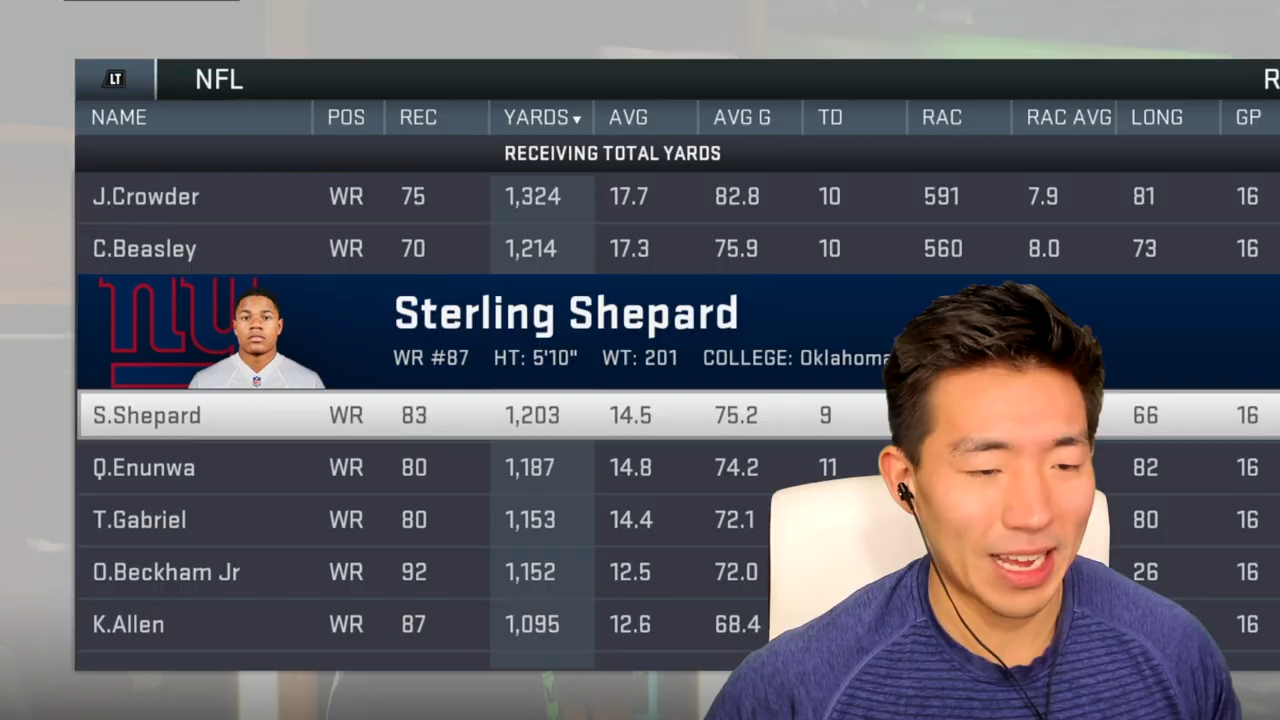 LT NFL R
NAME POS REC YARDS AVG AVG G TD RAC RAC AVG LONG GP
RECEIVING TOTAL YARDS
J.Crowder WR 75 1,324 17.7 82.8 10 591 7.9 81 16
C.Beasley WR 70 1,214 17.3 75.9 10 560 8.0 73 16
ny
Sterling Shepard
WR #87 HT: 5'10" WT: 201 COLLEGE: Oklahoma
S.Shepard WR 83 1,203 14.5 75.2 9 66 16
Q.Enunwa WR 80 1,187 14.8 74.2 11 82 16
T.Gabriel WR 80 1,153 14.4 72.1 80 16
O.Beckham Jr WR 92 1,152 12.5 72.0 26 16
K.Allen WR 87 1,095 12.6 68.4 16